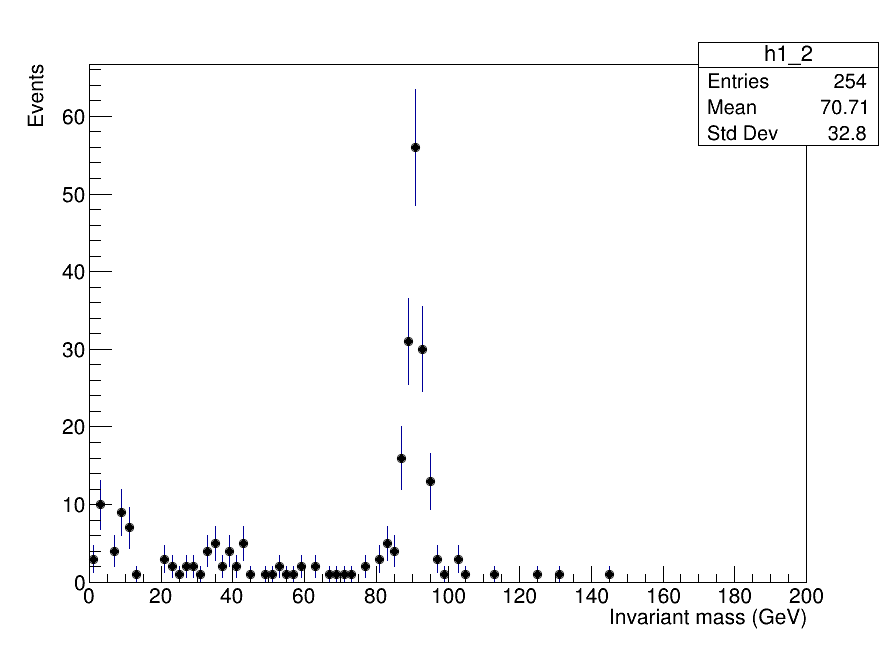 h1_2
Entries 254
Mean 70.71
Std Dev 32.8
Events
60
50
40
30
20
10
0
0 20 40 60 80 100 120 140 160 180 200
Invariant mass (GeV)